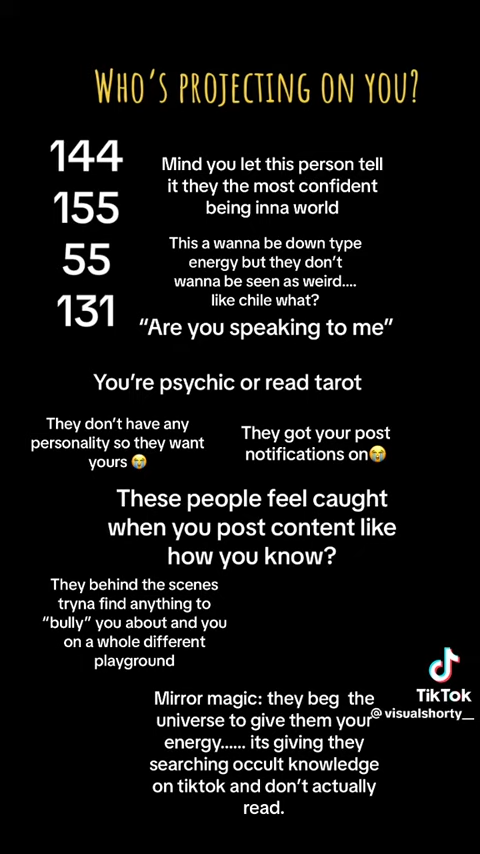 WHO'S PROJECTING ON YOU?
144
155
55
131
Mind you let this person tell
it they the most confident
being inna world
This a wanna be down type
energy but they don't
wanna be seen as weird....
like chile what?
“Are you speaking to me”
You're psychic or read tarot
They don't have any
personality so they want
yours 😭
They got your post
notifications on😭
These people feel caught
when you post content like
how you know?
They behind the scenes
tryna find anything to
“bully” you about and you
on a whole different
playground
Mirror magic: they beg the
universe to give them your
energy...... its giving they
searching occult knowledge
on tiktok and don't actually
read.
TikTok
@visualshorty__